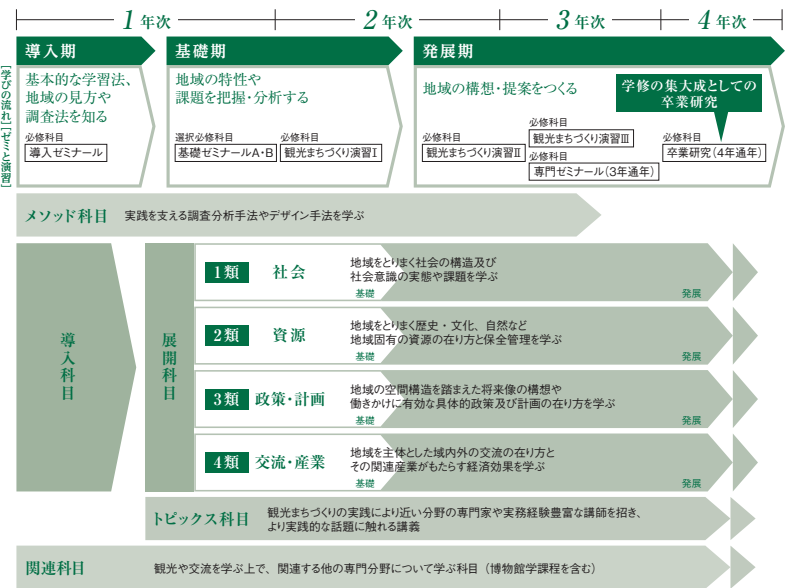 1年次
2年次
3年次
4年次
導入期
基礎期
発展期
[学びの流れ][ゼミと演習]
基本的な学習法、
地域の見方や
調査法を知る
必修科目
導入ゼミナール
地域の特性や
課題を把握・分析する
選択必修科目
基礎ゼミナールA・B
必修科目
観光まちづくり演習Ⅰ
地域の構想・提案をつくる
必修科目
観光まちづくり演習Ⅱ
必修科目
観光まちづくり演習Ⅲ
必修科目
専門ゼミナール(3年通年)
学修の集大成としての
卒業研究
必修科目
卒業研究(4年通年)
メソッド科目 実践を支える調査分析手法やデザイン手法を学ぶ
導入科目
展開科目
1類 社会
地域をとりまく社会の構造及び
社会意識の実態や課題を学ぶ
基礎 発展
2類 資源
地域をとりまく歴史・文化、自然など
地域固有の資源の在り方と保全管理を学ぶ
基礎 発展
3類 政策・計画
地域の空間構造を踏まえた将来像の構想や
働きかけに有効な具体的政策及び計画の在り方を学ぶ
基礎 発展
4類 交流・産業
地域を主体とした域内外の交流の在り方と
その関連産業がもたらす経済効果を学ぶ
基礎 発展
トピックス科目
観光まちづくりの実践により近い分野の専門家や実務経験豊富な講師を招き、
より実践的な話題に触れる講義
関連科目 観光や交流を学ぶ上で、関連する他の専門分野について学ぶ科目(博物館学課程を含む)